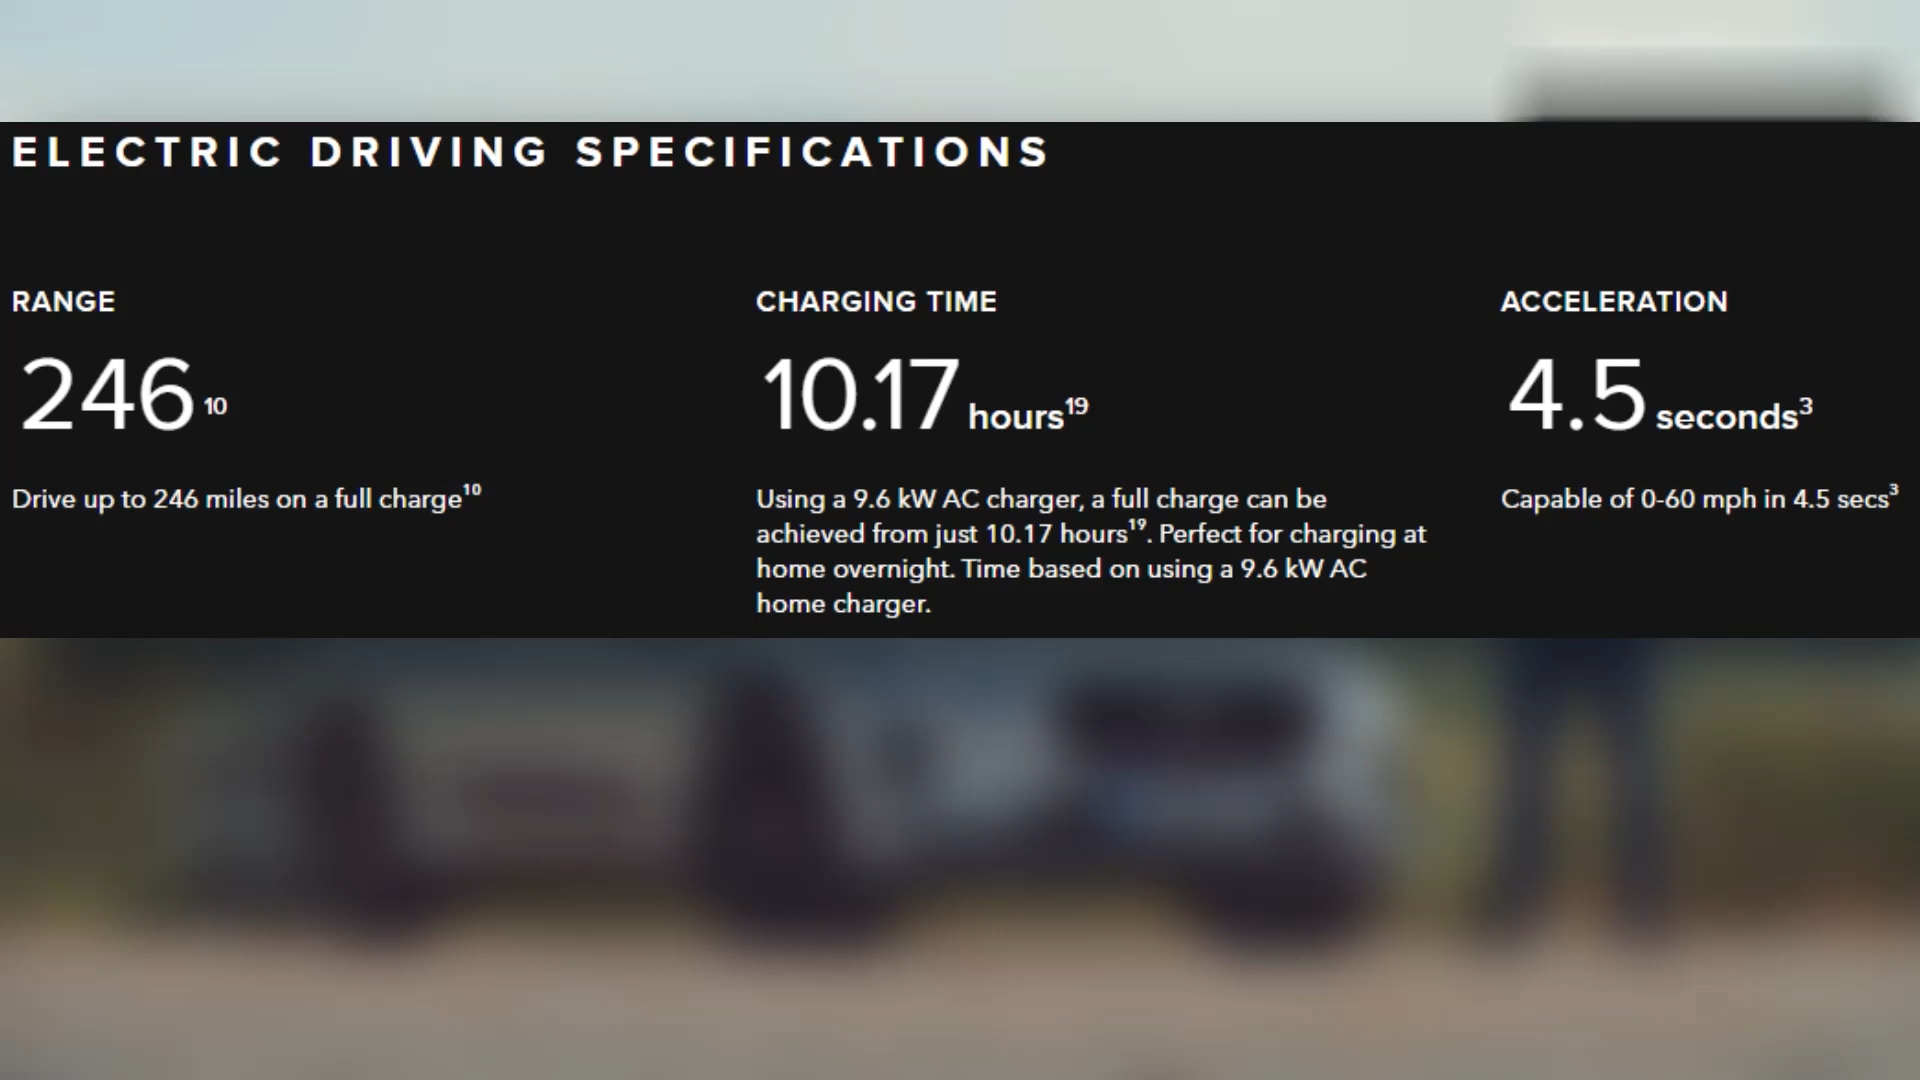 ELECTRIC DRIVING SPECIFICATIONS
RANGE
246 10
Drive up to 246 miles on a full charge10
CHARGING TIME
10.17 hours19
Using a 9.6 kW AC charger, a full charge can be
achieved from just 10.17 hours19. Perfect for charging at
home overnight. Time based on using a 9.6 kW AC
home charger.
ACCELERATION
4.5 seconds3
Capable of 0-60 mph in 4.5 secs3